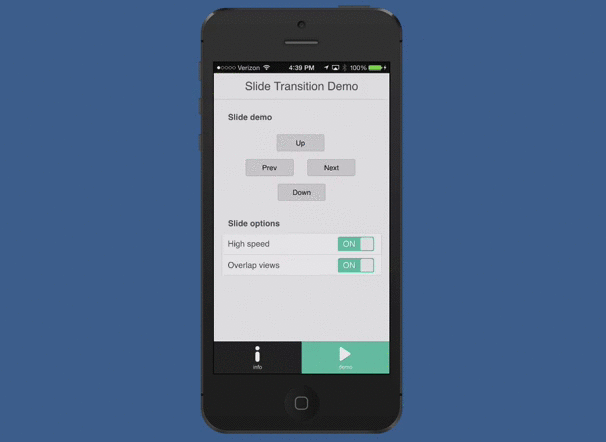 Verizon 4:39 PM 100%
Slide Transition Demo
Slide demo
Up
Prev Next
Down
Slide options
High speed ON
Overlap views ON
info demo